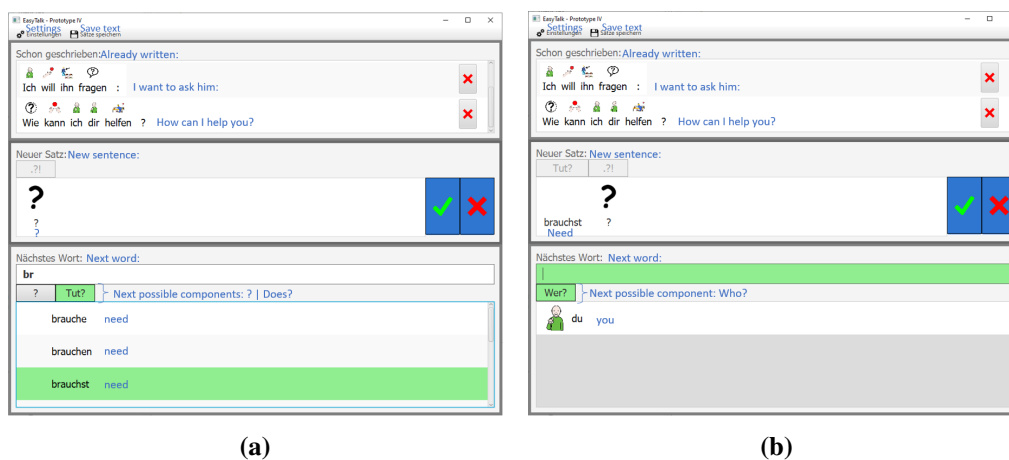 EasyTalk - Prototype IV
Settings Save text
Einstellungen Sätze speichern
Schon geschrieben:Already written:
Ich will ihn fragen : I want to ask him:
Wie kann ich dir helfen ? How can I help you?
Neuer Satz: New sentence:
.?!
?
?
?
Nächstes Wort: Next word:
br
? Tut? Next possible components: ? | Does?
brauche need
brauchen need
brauchst need
(a)
EasyTalk - Prototype IV
Settings Save text
Einstellungen Sätze speichern
Schon geschrieben:Already written:
Ich will ihn fragen : I want to ask him:
Wie kann ich dir helfen ? How can I help you?
Neuer Satz: New sentence:
Tut? .?!
?
brauchst ?
Need
Nächstes Wort: Next word:
Wer? Next possible component: Who?
du you
(b)